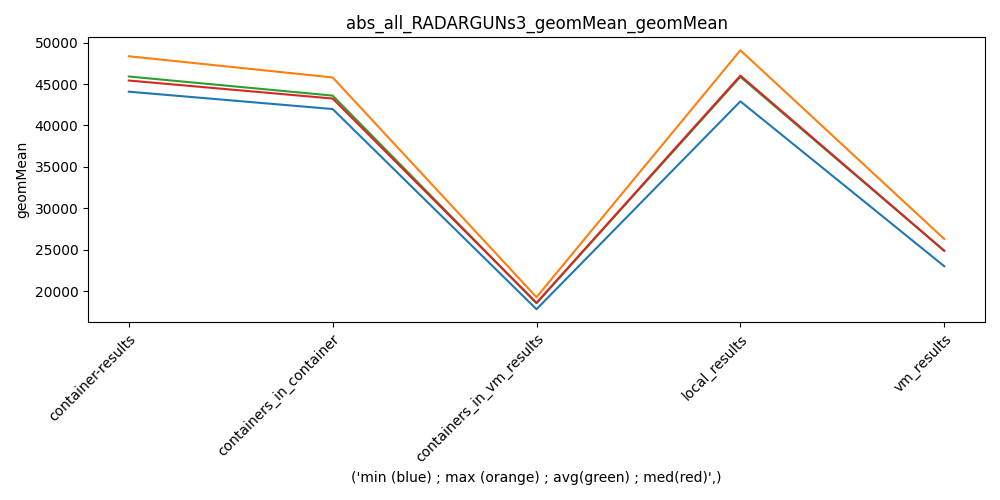 abs_all_RADARGUNs3_geomMean_geomMean
geomMean
50000
45000
40000
35000
30000
25000
20000
container-results
containers_in_container
containers_in_vm_results
local_results
vm_results
('min (blue) ; max (orange) ; avg(green) ; med(red)',)